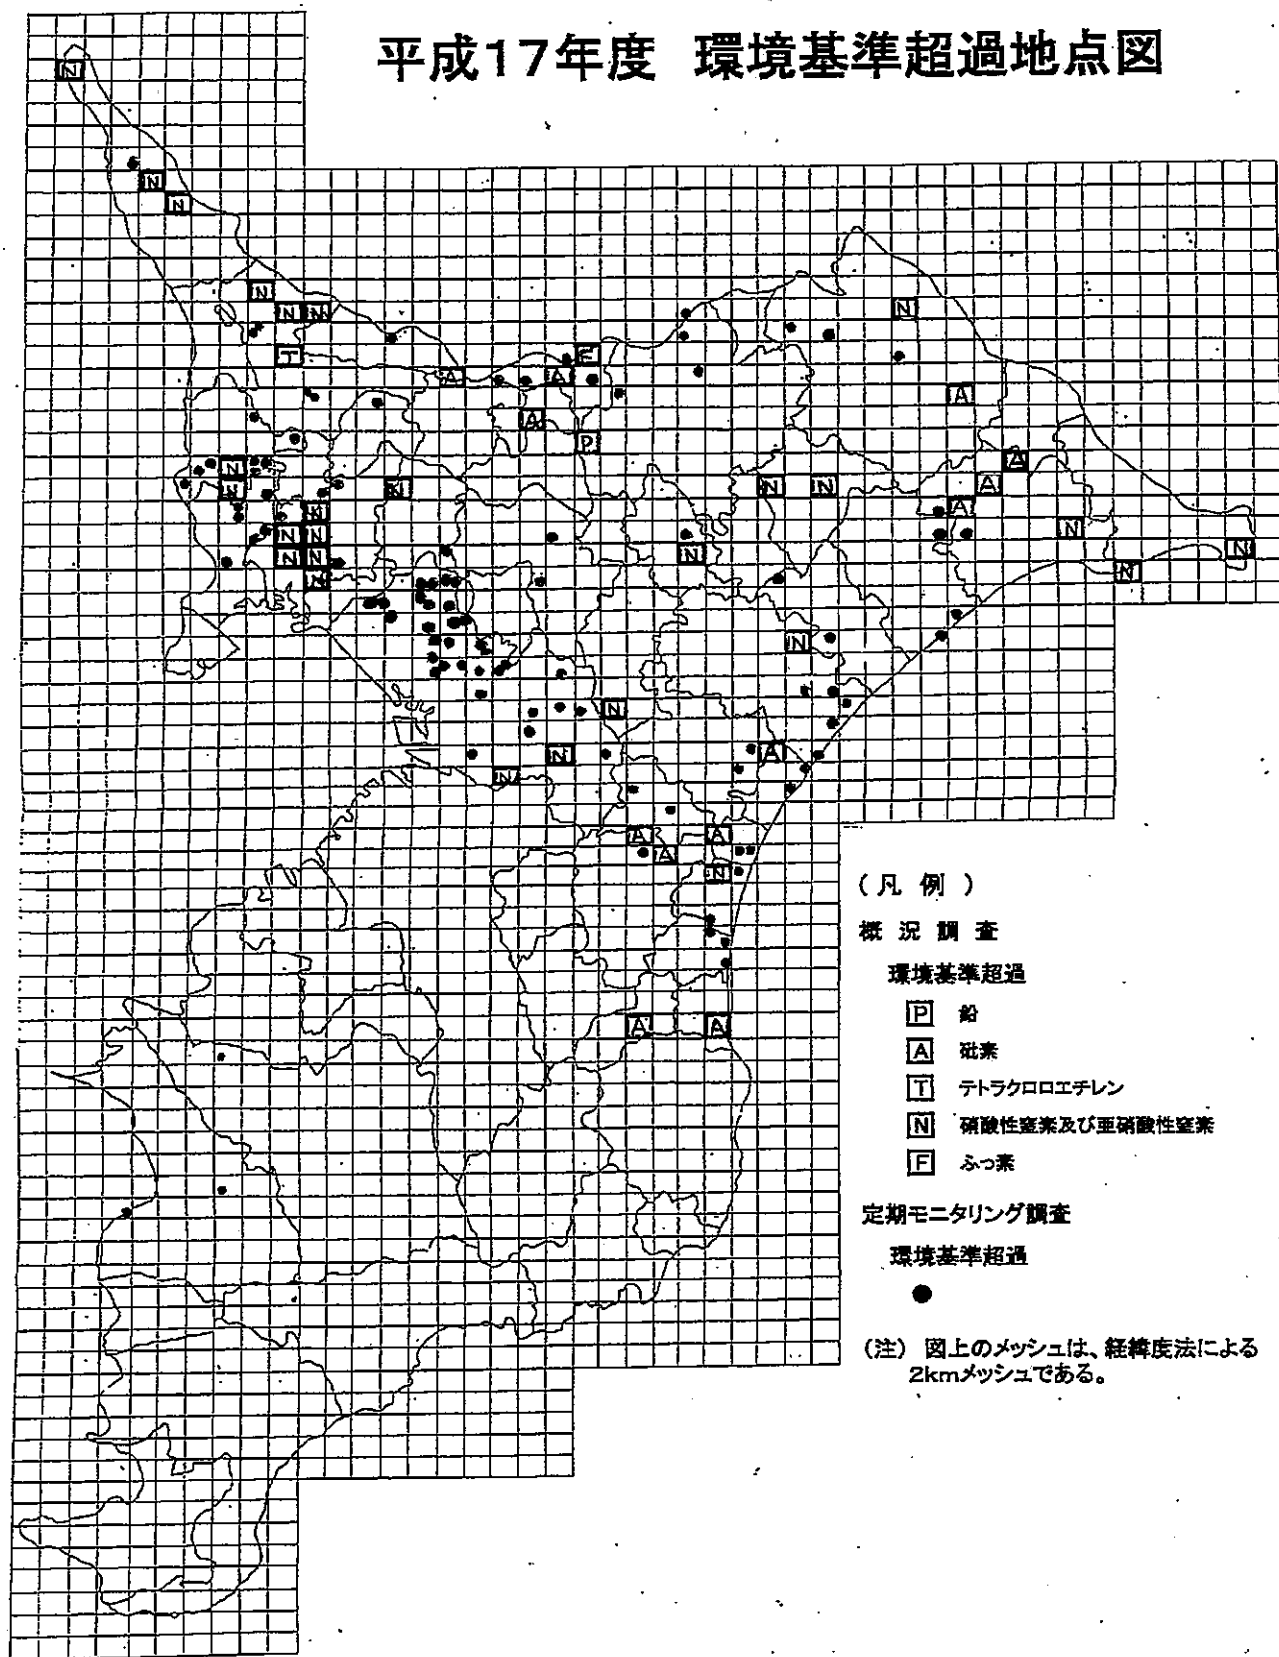 平成17年度 環境基準超過地点図
N
N
N
N
N N
T
F
A
A
A
A
P
A
N
N
N
N
N
A
A
N
N
N
N
N
N
N
N
N
N
N
N
N
N
A
N
N
A
A
A
N
A
A
(凡 例)
概 況 調 査
環境基準超過
P 鉛
A 砒素
T テトラクロロエチレン
N 硝酸性窒素及び亜硝酸性窒素
F ふっ素
定期モニタリング調査
環境基準超過
(注) 図上のメッシュは、経緯度法による
2kmメッシュである。